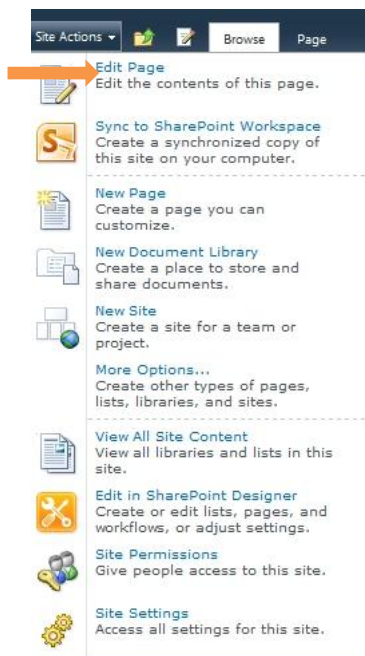 Site Actions Browse Page
Edit Page
Edit the contents of this page.
Sync to SharePoint Workspace
Create a synchronized copy of
this site on your computer.
New Page
Create a page you can
customize.
New Document Library
Create a place to store and
share documents.
New Site
Create a site for a team or
project.
More Options...
Create other types of pages,
lists, libraries, and sites.
View All Site Content
View all libraries and lists in this
site.
Edit in SharePoint Designer
Create or edit lists, pages, and
workflows, or adjust settings.
Site Permissions
Give people access to this site.
Site Settings
Access all settings for this site.